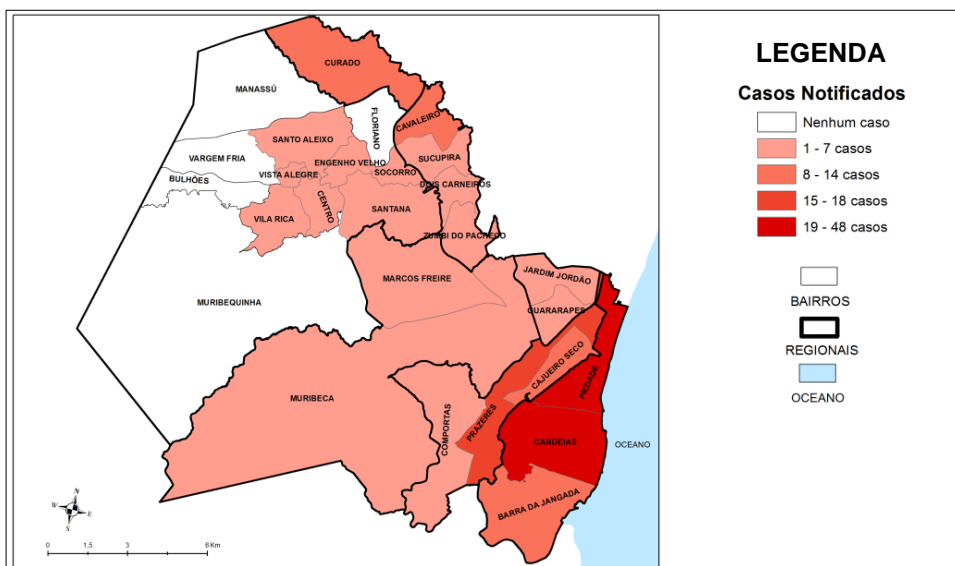 CURADO
MANASSÚ
FLORIANO
CAVALEIRO
SANTO ALEIXO
VARGEM FRIA
ENGENHO VELHO
SUCUPIRA
SOCORRO
VISTA ALEGRE
BULHÕES
DOIS CARNEIROS
CENTRO
SANTANA
VILA RICA
ZUMBI DO PACHECO
MARCOS FREIRE
JARDIM JORDÃO
MURIBEQUINHA
GUARARAPES
CAJUEIRO SECO
PIEDADE
MURIBECA
COMPORTAS
PRAZERES
CANDEIAS
OCEANO
BARRA DA JANGADA
N
W
E
S
0 1,5 3 6 Km
LEGENDA
Casos Notificados
Nenhum caso
1 - 7 casos
8 - 14 casos
15 - 18 casos
19 - 48 casos
BAIRROS
REGIONAIS
OCEANO